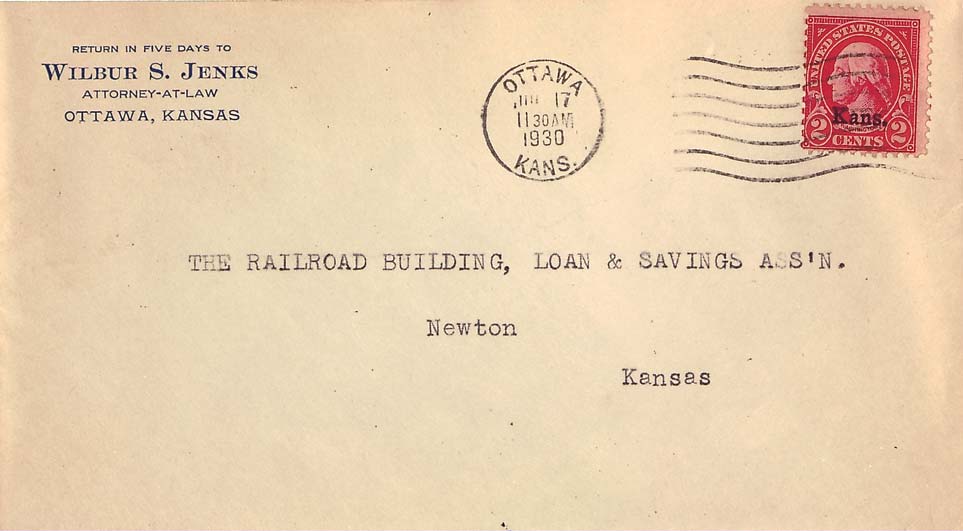 RETURN IN FIVE DAYS TO
WILBUR S. JENKS
ATTORNEY-AT-LAW
OTTAWA, KANSAS
OTTAWA
17
11 30 AM
1930
KANS.
UNITED STATES POSTAGE
Kans.
2 2
CENTS
THE RAILROAD BUILDING, LOAN & SAVINGS ASS'N.
Newton
Kansas